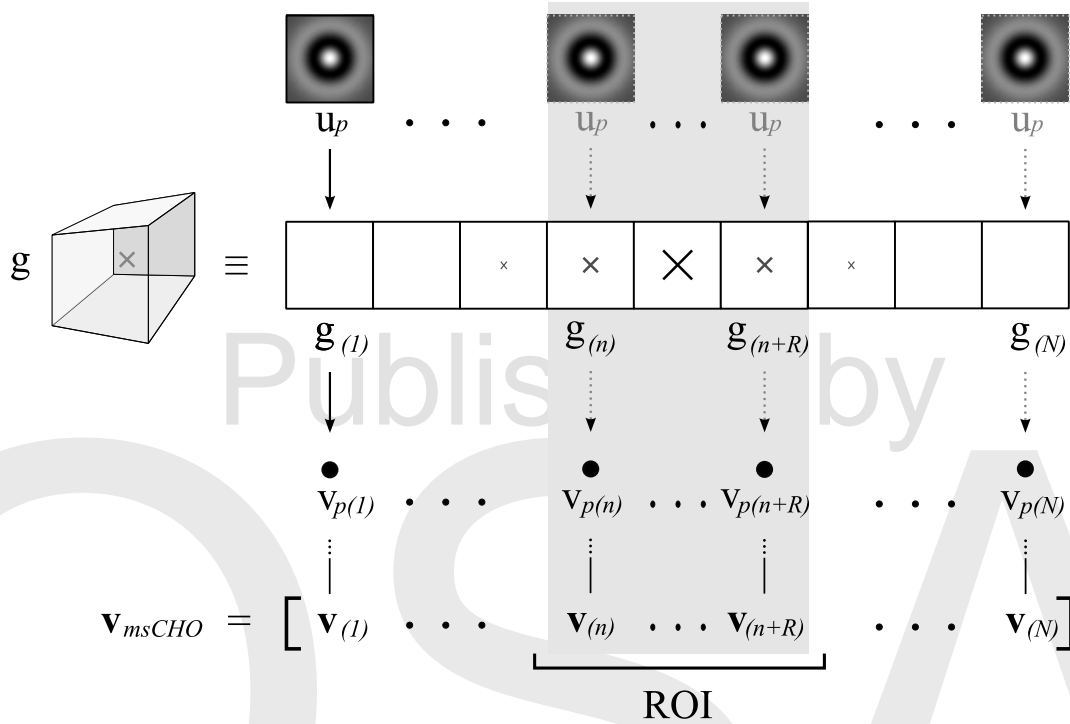 u_p • • • u_p • • • u_p • • • u_p
g × ≡ × × × × ×
g_(1) g_(n) g_(n+R) g_(N)
Publis by
v_p(1) • • • v_p(n) • • • v_p(n+R) • • • v_p(N)
v_msCHO = [ v_(1) • • • v_(n) • • • v_(n+R) • • • v_(N) ]
ROI